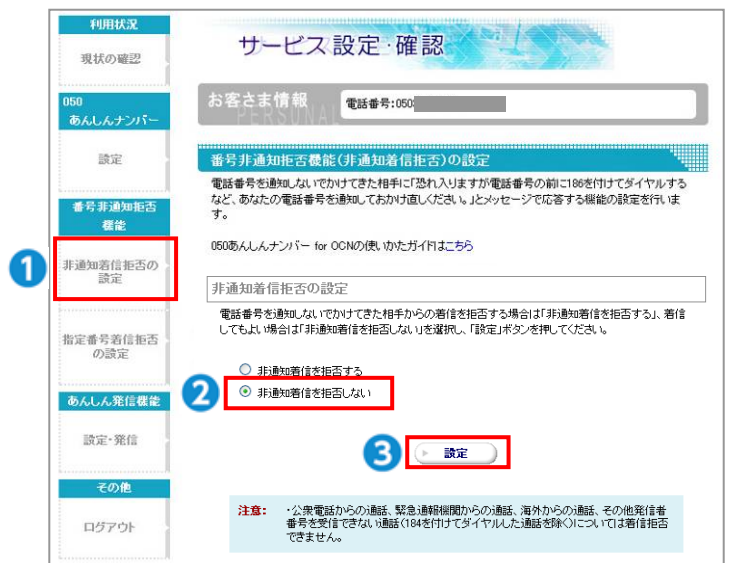 利用状況
現状の確認
050
あんしんナンバー
設定
番号非通知拒否
機能
非通知着信拒否の
設定
指定番号着信拒否
の設定
あんしん発信機能
設定・発信
その他
ログアウト
サービス設定・確認
お客さま情報
PERSONAL
電話番号:050
番号非通知拒否機能(非通知着信拒否)の設定
電話番号を通知しないでかけてきた相手に「恐れ入りますが電話番号の前に186を付けてダイヤルする
など、あなたの電話番号を通知しておかけ直しください。」とメッセージで応答する機能の設定を行いま
す。
050あんしんナンバー for OCNの使いかたガイドはこちら
非通知着信拒否の設定
電話番号を通知しないでかけてきた相手からの着信を拒否する場合は「非通知着信を拒否する」、着信
してもよい場合は「非通知着信を拒否しない」を選択し、「設定」ボタンを押してください。
非通知着信を拒否する
非通知着信を拒否しない
設定
注意: ・公衆電話からの通話、緊急通報機関からの通話、海外からの通話、その他発信者
番号を受信できない通話(184を付けてダイヤルした通話を除く)については着信拒否
できません。
1
2
3